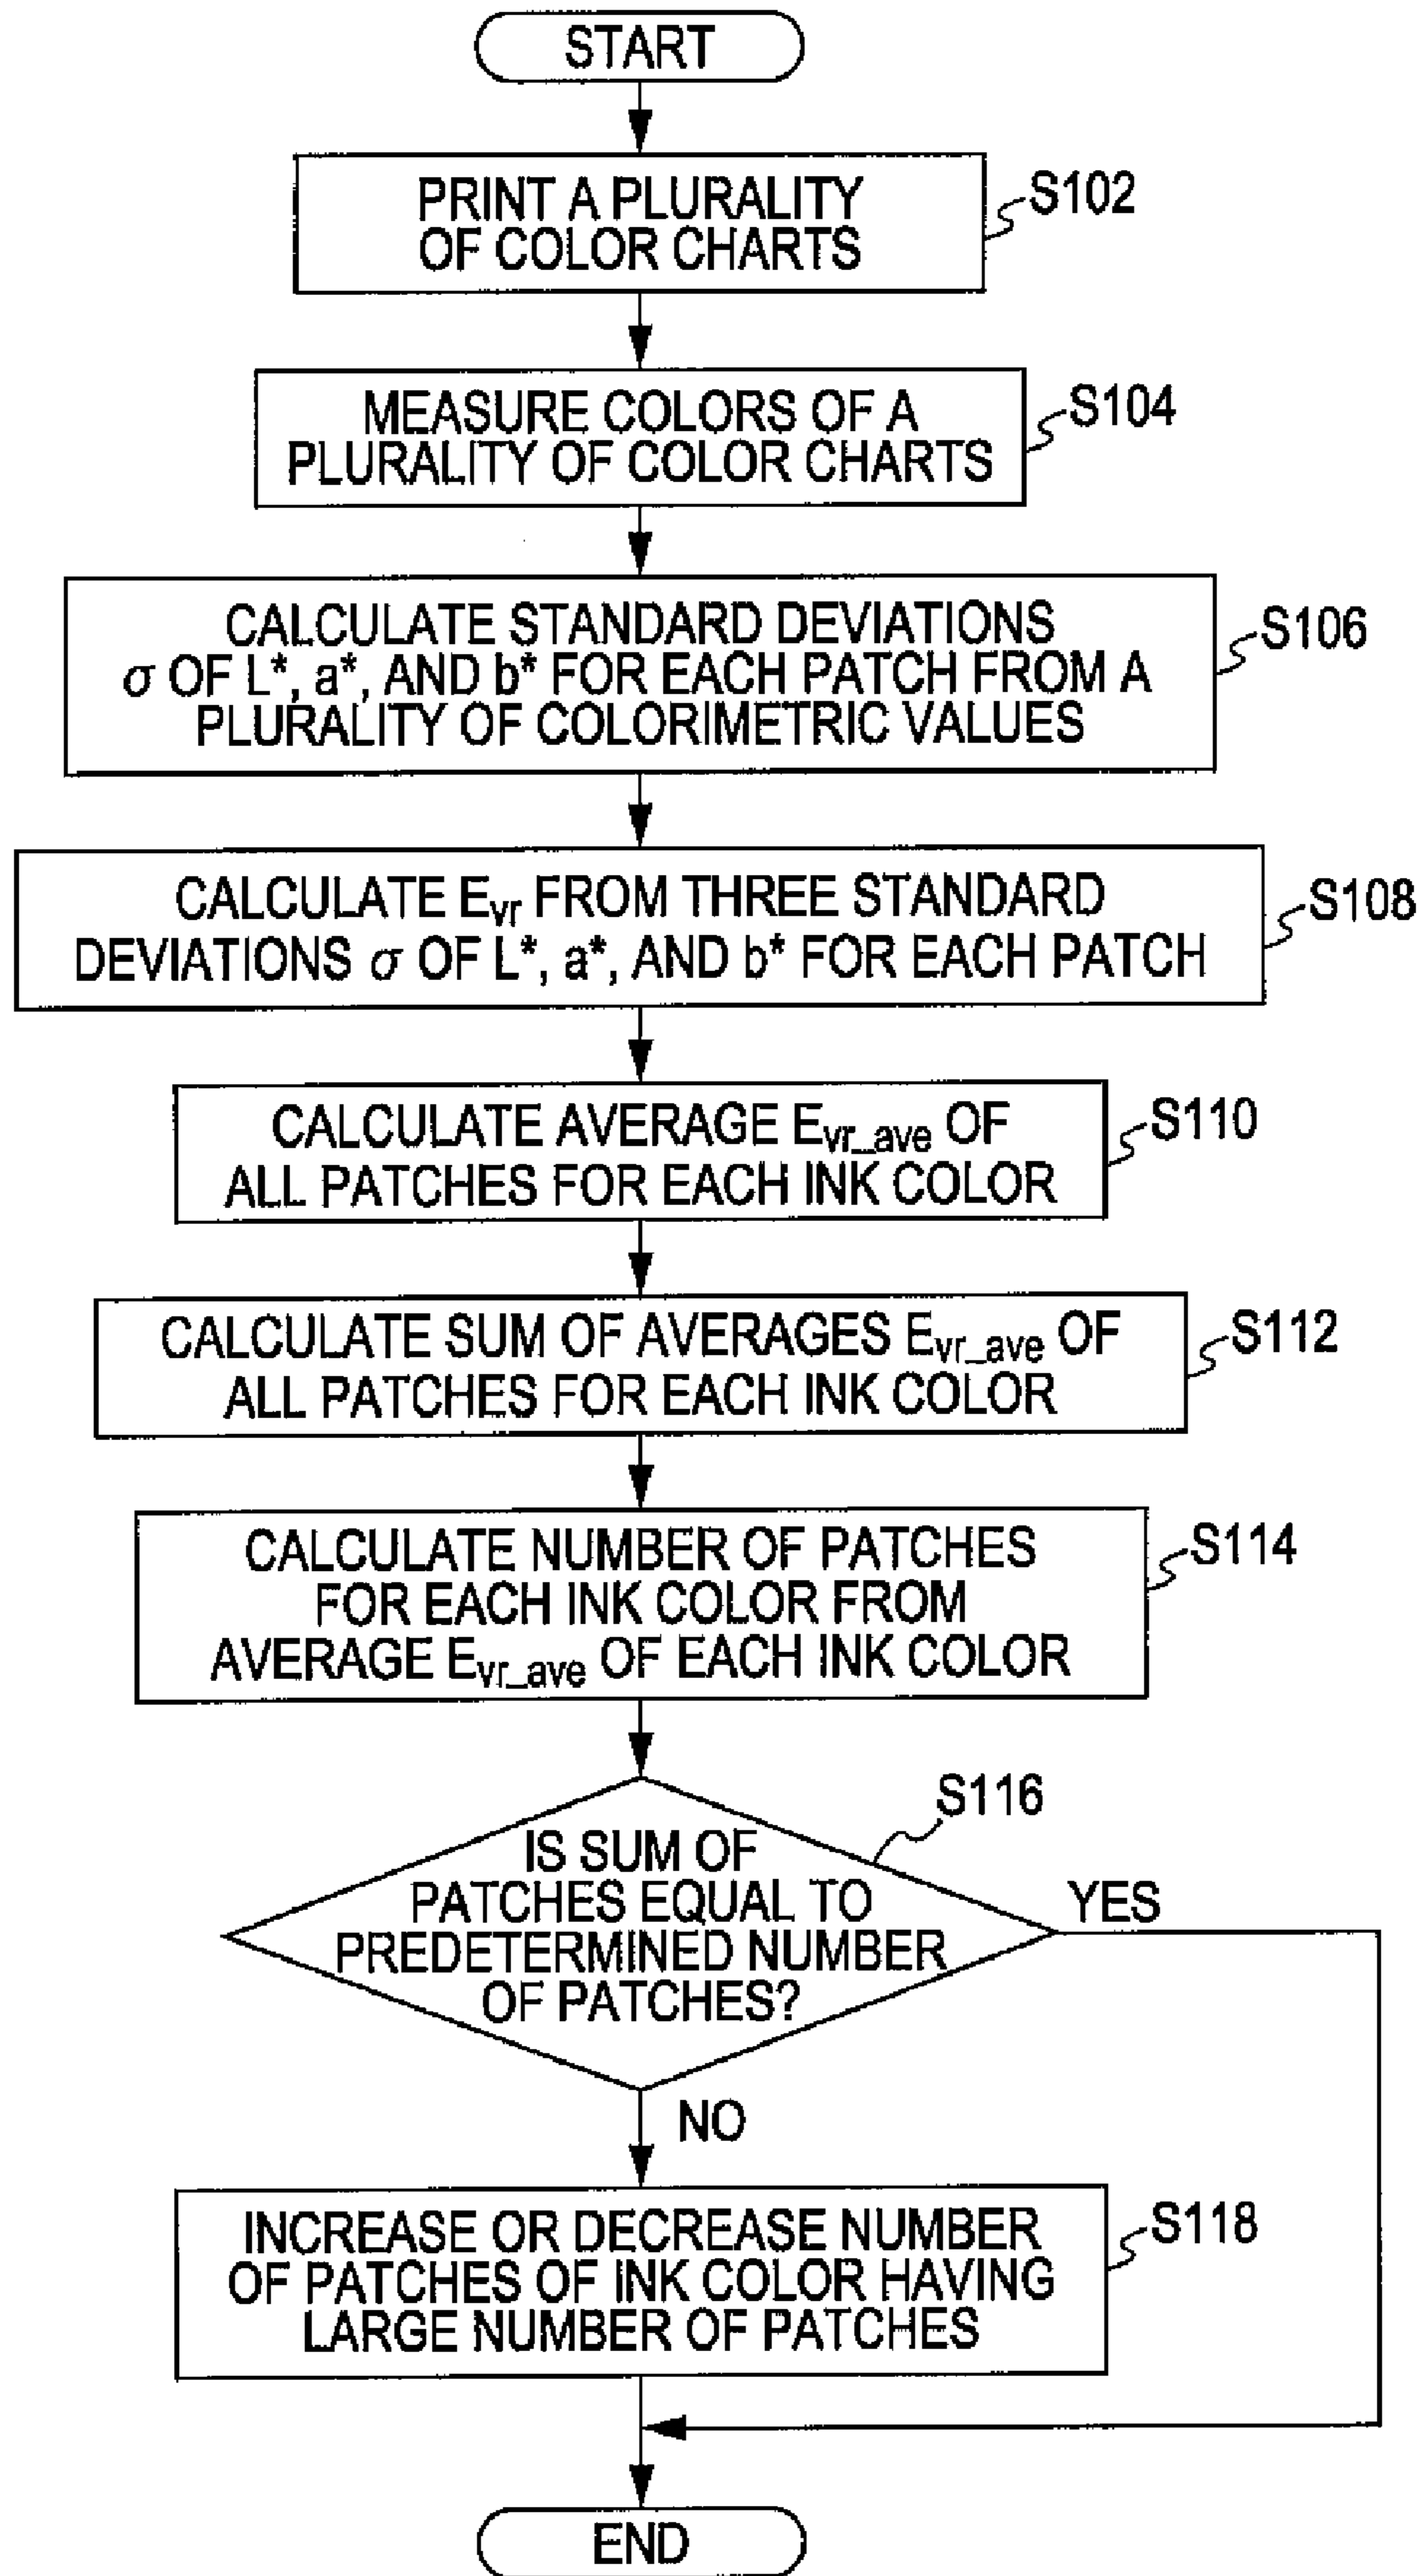 START
PRINT A PLURALITY
OF COLOR CHARTS
S102
MEASURE COLORS OF A
PLURALITY OF COLOR CHARTS
S104
CALCULATE STANDARD DEVIATIONS
σ OF L*, a*, AND b* FOR EACH PATCH FROM A
PLURALITY OF COLORIMETRIC VALUES
S106
CALCULATE Evr FROM THREE STANDARD
DEVIATIONS σ OF L*, a*, AND b* FOR EACH PATCH
S108
CALCULATE AVERAGE Evr_ave OF
ALL PATCHES FOR EACH INK COLOR
S110
CALCULATE SUM OF AVERAGES Evr_ave OF
ALL PATCHES FOR EACH INK COLOR
S112
CALCULATE NUMBER OF PATCHES
FOR EACH INK COLOR FROM
AVERAGE Evr_ave OF EACH INK COLOR
S114
S116
IS SUM OF
PATCHES EQUAL TO
PREDETERMINED NUMBER
OF PATCHES?
YES
NO
INCREASE OR DECREASE NUMBER
OF PATCHES OF INK COLOR HAVING
LARGE NUMBER OF PATCHES
S118
END